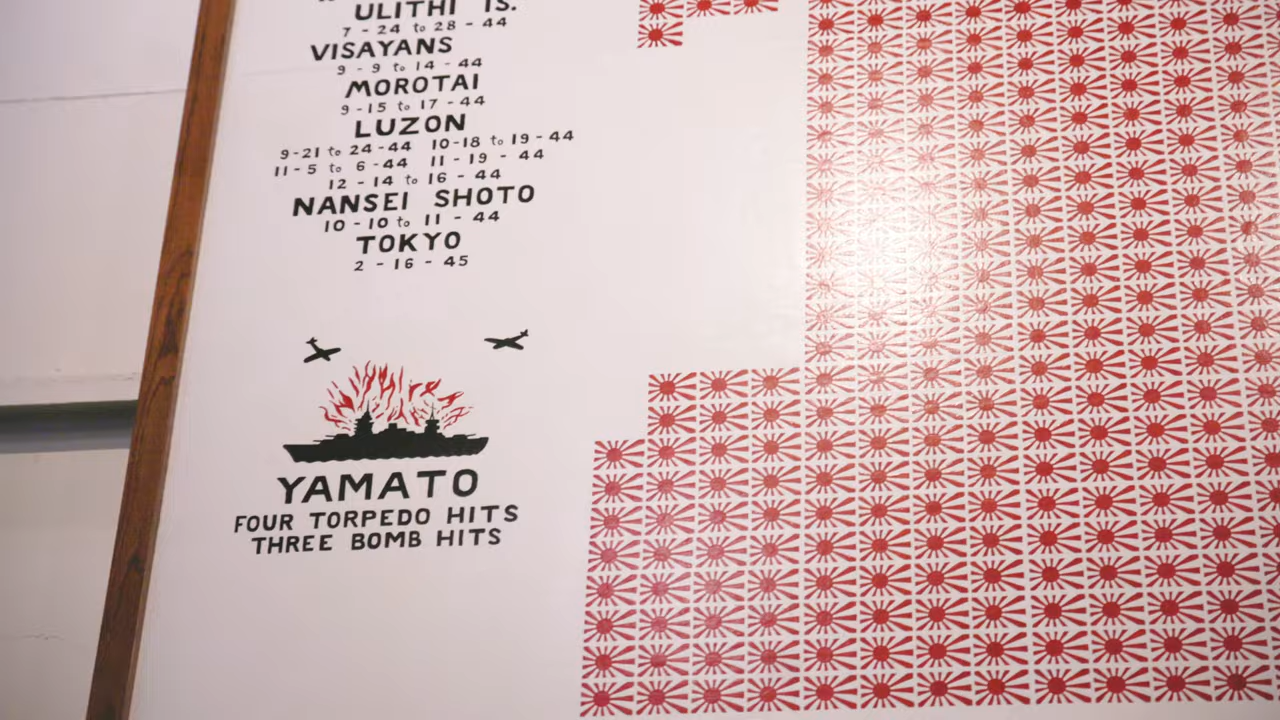 ULITHI IS.
7 - 24 to 28 - 44
VISAYANS
9 - 9 to 14 - 44
MOROTAI
9 - 15 to 17 - 44
LUZON
9 - 21 to 24 - 44 10 - 18 to 19 - 44
11 - 5 to 6 - 44 11 - 19 - 44
12 - 14 to 16 - 44
NANSEI SHOTO
10 - 10 to 11 - 44
TOKYO
2 - 16 - 45
YAMATO
FOUR TORPEDO HITS
THREE BOMB HITS